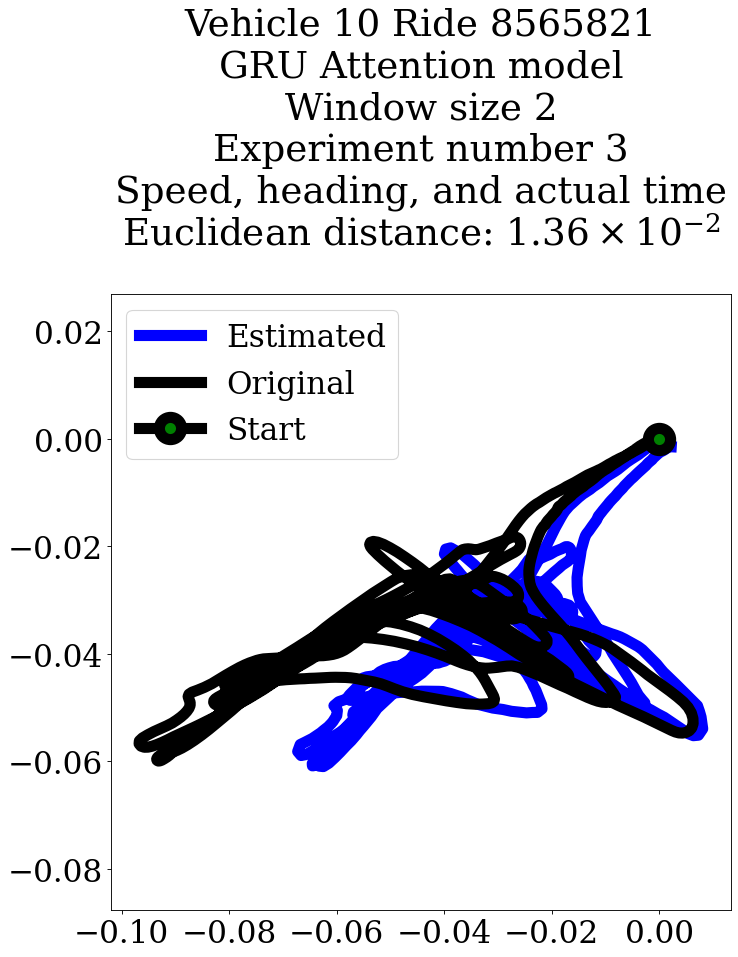 Vehicle 10 Ride 8565821
GRU Attention model
Window size 2
Experiment number 3
Speed, heading, and actual time
Euclidean distance: 1.36 × 10⁻²
Estimated
Original
Start
0.02
0.00
−0.02
−0.04
−0.06
−0.08
−0.10 −0.08 −0.06 −0.04 −0.02 0.00